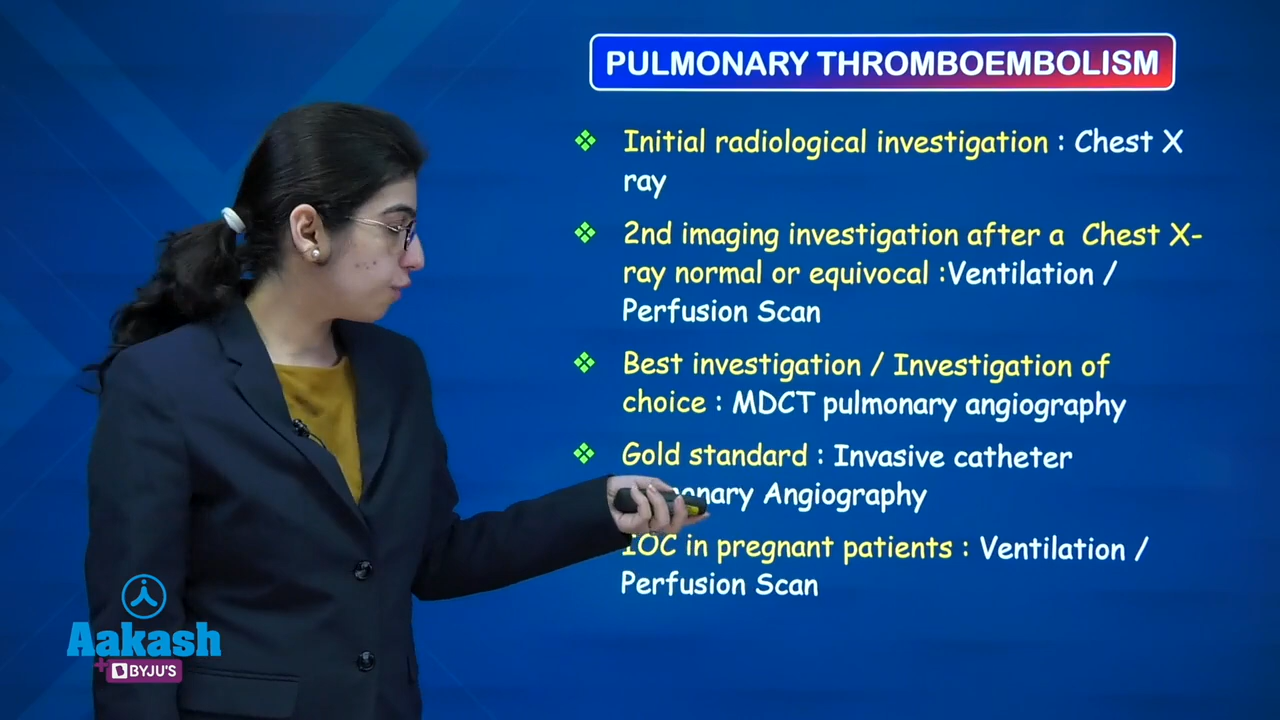 PULMONARY THROMBOEMBOLISM
Initial radiological investigation : Chest X
ray
2nd imaging investigation after a Chest X-
ray normal or equivocal :Ventilation /
Perfusion Scan
Best investigation / Investigation of
choice : MDCT pulmonary angiography
Gold standard : Invasive catheter
Angiography
IOC in pregnant patients : Ventilation /
Perfusion Scan
Aakash
+ BYJU'S